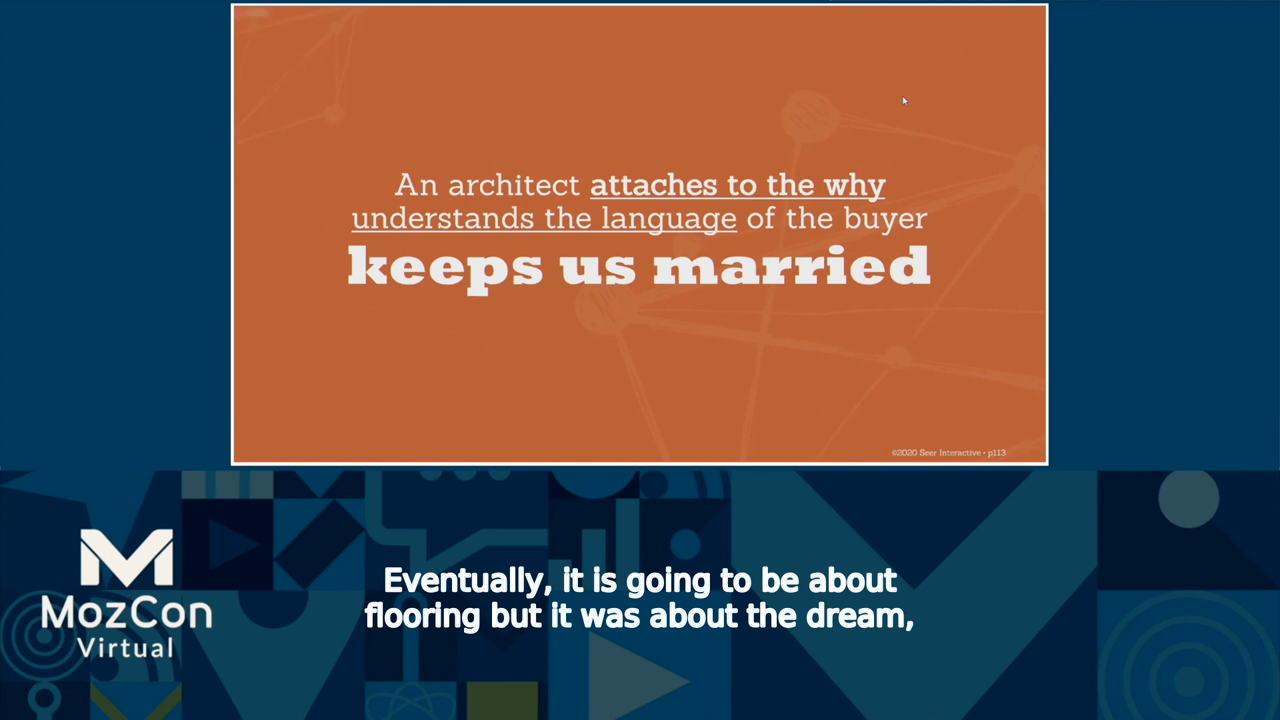 An architect attaches to the why
understands the language of the buyer
keeps us married
©2020 Seer Interactive • p113
MozCon
Virtual
Eventually, it is going to be about
flooring but it was about the dream,